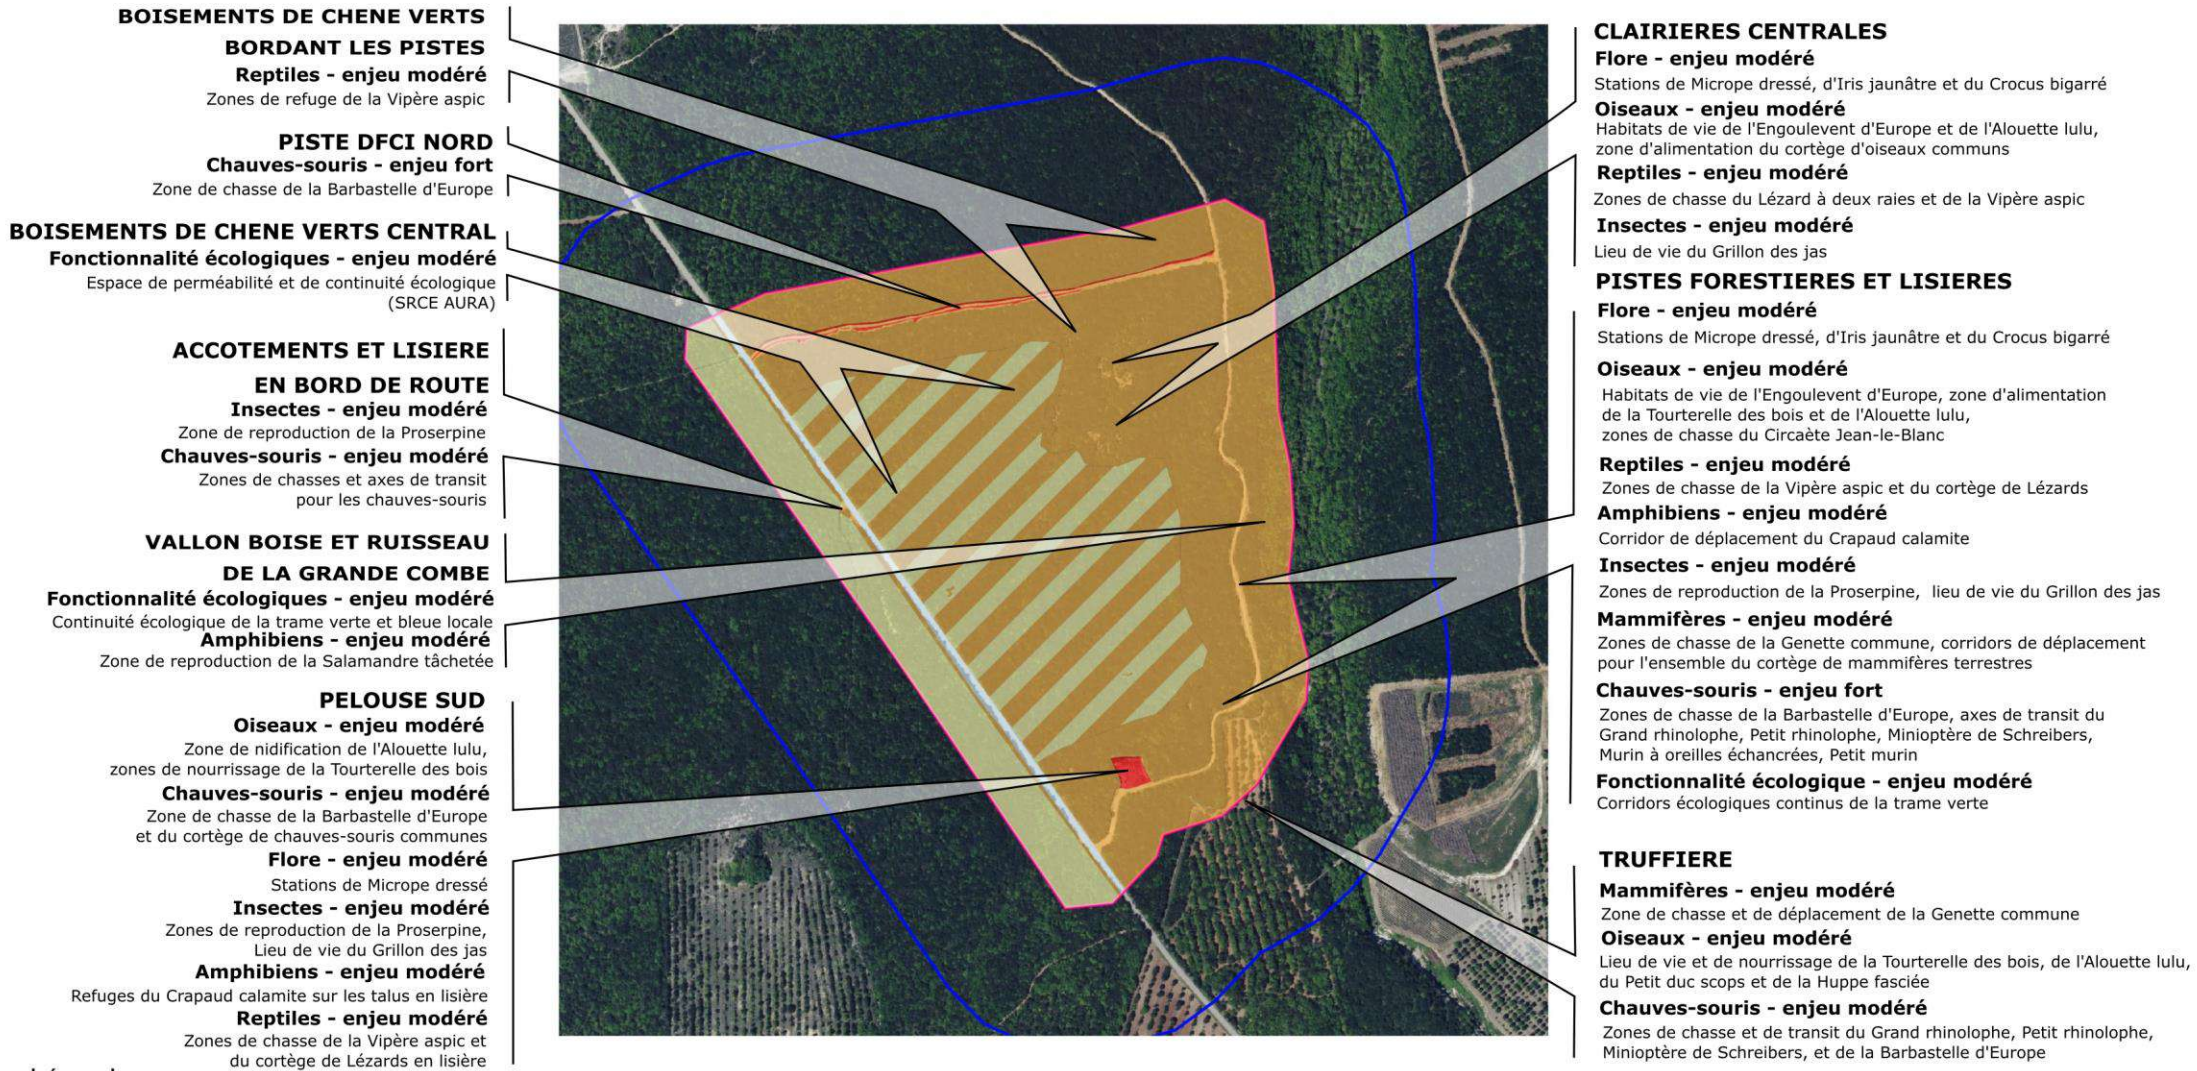 BOISEMENTS DE CHENE VERTS
BORDANT LES PISTES
Reptiles - enjeu modéré
Zones de refuge de la Vipère aspic
PISTE DFCI NORD
Chauves-souris - enjeu fort
Zone de chasse de la Barbastelle d'Europe
BOISEMENTS DE CHENE VERTS CENTRAL
Fonctionnalité écologiques - enjeu modéré
Espace de perméabilité et de continuité écologique
(SRCE AURA)
ACCOTEMENTS ET LISIERE
EN BORD DE ROUTE
Insectes - enjeu modéré
Zone de reproduction de la Proserpine
Chauves-souris - enjeu modéré
Zones de chasses et axes de transit
pour les chauves-souris
VALLON BOISE ET RUISSEAU
DE LA GRANDE COMBE
Fonctionnalité écologiques - enjeu modéré
Continuité écologique de la trame verte et bleue locale
Amphibiens - enjeu modéré
Zone de reproduction de la Salamandre tâchetée
PELOUSE SUD
Oiseaux - enjeu modéré
Zone de nidification de l'Alouette lulu,
zones de nourrissage de la Tourterelle des bois
Chauves-souris - enjeu modéré
Zone de chasse de la Barbastelle d'Europe
et du cortège de chauves-souris communes
Flore - enjeu modéré
Stations de Micrope dressé
Insectes - enjeu modéré
Zones de reproduction de la Proserpine,
Lieu de vie du Grillon des jas
Amphibiens - enjeu modéré
Refuges du Crapaud calamite sur les talus en lisière
Reptiles - enjeu modéré
Zones de chasse de la Vipère aspic et
du cortège de Lézards en lisière
CLAIRIERES CENTRALES
Flore - enjeu modéré
Stations de Micrope dressé, d'Iris jaunâtre et du Crocus bigarré
Oiseaux - enjeu modéré
Habitats de vie de l'Engoulevent d'Europe et de l'Alouette lulu,
zone d'alimentation du cortège d'oiseaux communs
Reptiles - enjeu modéré
Zones de chasse du Lézard à deux raies et de la Vipère aspic
Insectes - enjeu modéré
Lieu de vie du Grillon des jas
PISTES FORESTIERES ET LISIERES
Flore - enjeu modéré
Stations de Micrope dressé, d'Iris jaunâtre et du Crocus bigarré
Oiseaux - enjeu modéré
Habitats de vie de l'Engoulevent d'Europe, zone d'alimentation
de la Tourterelle des bois et de l'Alouette lulu,
zones de chasse du Circaète Jean-le-Blanc
Reptiles - enjeu modéré
Zones de chasse de la Vipère aspic et du cortège de Lézards
Amphibiens - enjeu modéré
Corridor de déplacement du Crapaud calamite
Insectes - enjeu modéré
Zones de reproduction de la Proserpine, lieu de vie du Grillon des jas
Mammifères - enjeu modéré
Zones de chasse de la Genette commune, corridors de déplacement
pour l'ensemble du cortège de mammifères terrestres
Chauves-souris - enjeu fort
Zones de chasse de la Barbastelle d'Europe, axes de transit du
Grand rhinolophe, Petit rhinolophe, Minioptère de Schreibers,
Murin à oreilles échancrées, Petit murin
Fonctionnalité écologique - enjeu modéré
Corridors écologiques continus de la trame verte
TRUFFIERE
Mammifères - enjeu modéré
Zone de chasse et de déplacement de la Genette commune
Oiseaux - enjeu modéré
Lieu de vie et de nourrissage de la Tourterelle des bois, de l'Alouette lulu,
du Petit duc scops et de la Huppe fasciée
Chauves-souris - enjeu modéré
Zones de chasse et de transit du Grand rhinolophe, Petit rhinolophe,
Minioptère de Schreibers, et de la Barbastelle d'Europe